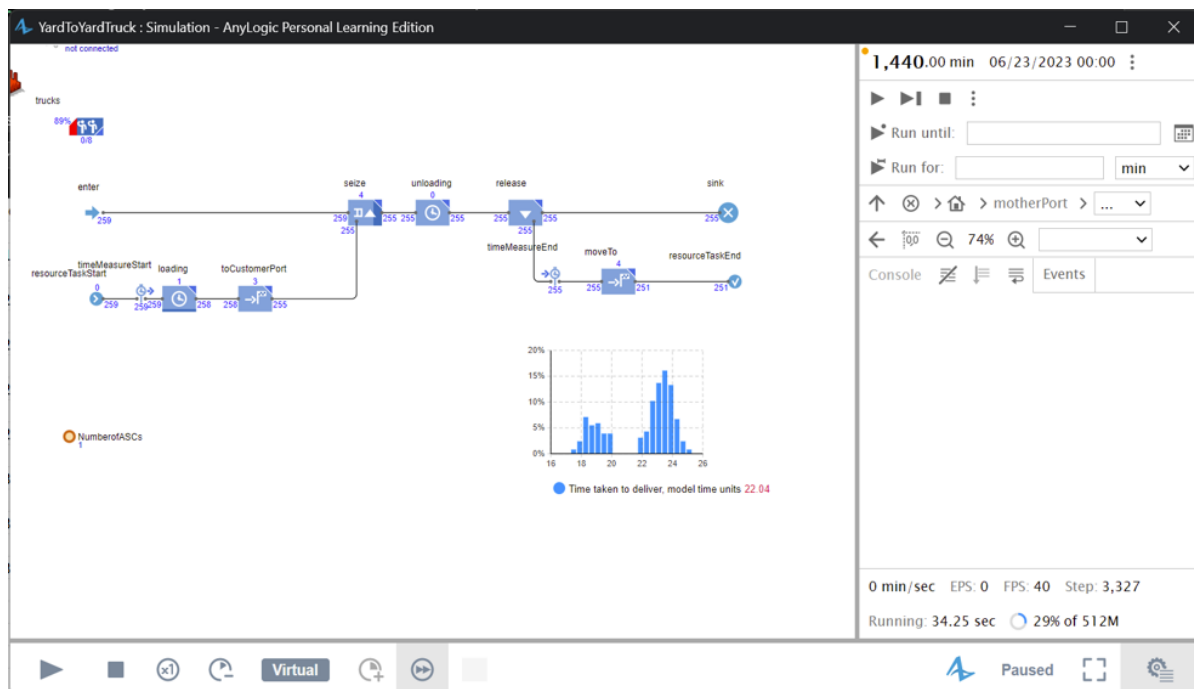 YardToYardTruck : Simulation - AnyLogic Personal Learning Edition
not connected
trucks
89%
0/8
enter
259
seize
4
259
255
255
unloading
0
255
255
release
255
255
sink
255
resourceTaskStart
0
259
timeMeasureStart
259
loading
1
259
258
toCustomerPort
3
258
255
timeMeasureEnd
255
moveTo
4
255
251
resourceTaskEnd
251
NumberofASCs
1
20%
15%
10%
5%
0%
16 18 20 22 24 26
Time taken to deliver, model time units 22.04
1,440.00 min 06/23/2023 00:00
Run until:
Run for: min
motherPort ...
0,0 74%
Console Events
0 min/sec EPS: 0 FPS: 40 Step: 3,327
Running: 34.25 sec 29% of 512M
x1 Virtual Paused